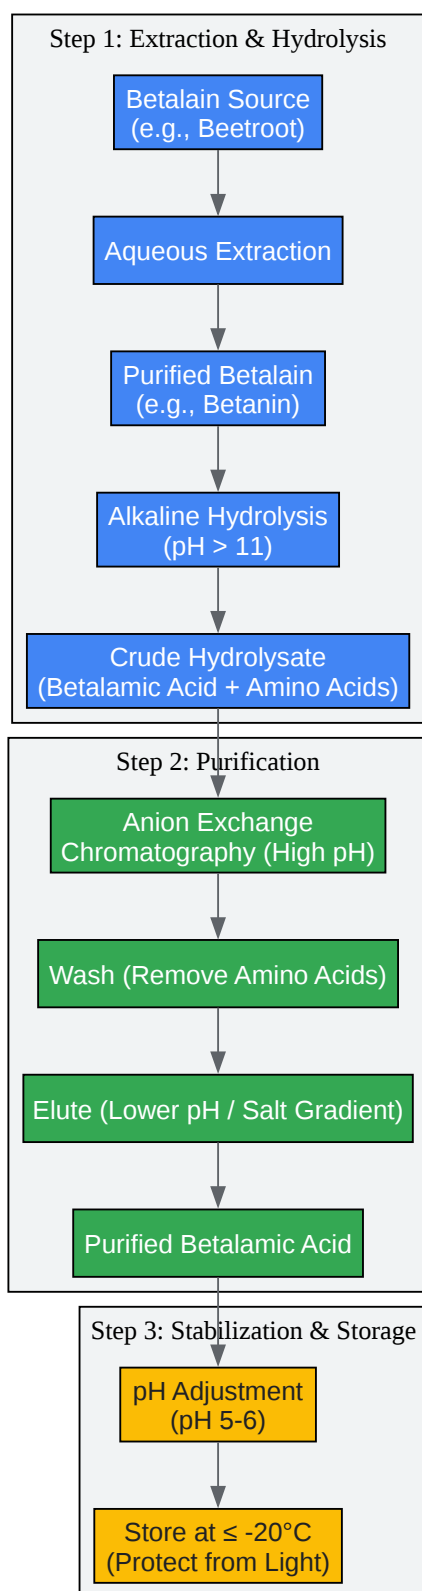 Step 1: Extraction & Hydrolysis
Betalain Source
(e.g., Beetroot)
Aqueous Extraction
Purified Betalain
(e.g., Betanin)
Alkaline Hydrolysis
(pH > 11)
Crude Hydrolysate
(Betalamic Acid + Amino Acids)
Step 2: Purification
Anion Exchange
Chromatography (High pH)
Wash (Remove Amino Acids)
Elute (Lower pH / Salt Gradient)
Purified Betalamic Acid
Step 3: Stabilization & Storage
pH Adjustment
(pH 5-6)
Store at ≤ -20°C
(Protect from Light)